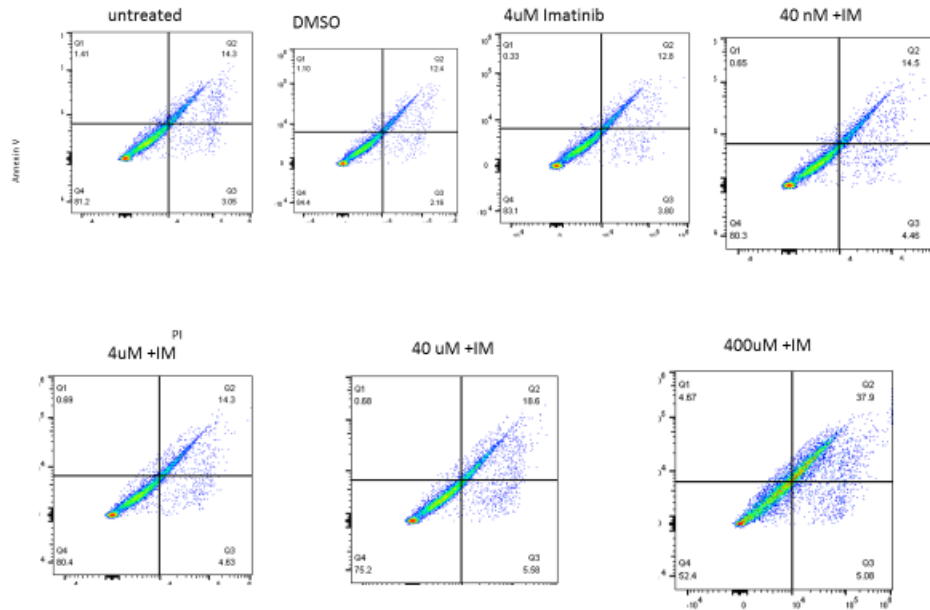 untreated
DMSO
4uM Imatinib
40 nM +IM
Q1
1.41
Q2
14.3
Q4
81.2
Q3
3.05
Q1
1.10
Q2
12.4
Q4
84.4
Q3
2.16
Q1
0.33
Q2
12.8
Q4
83.1
Q3
3.80
Q1
0.65
Q2
14.5
Q4
80.3
Q3
4.46
Annexin V
PI
4uM +IM
40 uM +IM
400uM +IM
Q1
0.69
Q2
14.3
Q4
80.4
Q3
4.63
Q1
0.68
Q2
18.6
Q4
75.2
Q3
5.58
Q1
4.67
Q2
37.9
Q4
52.4
Q3
5.08